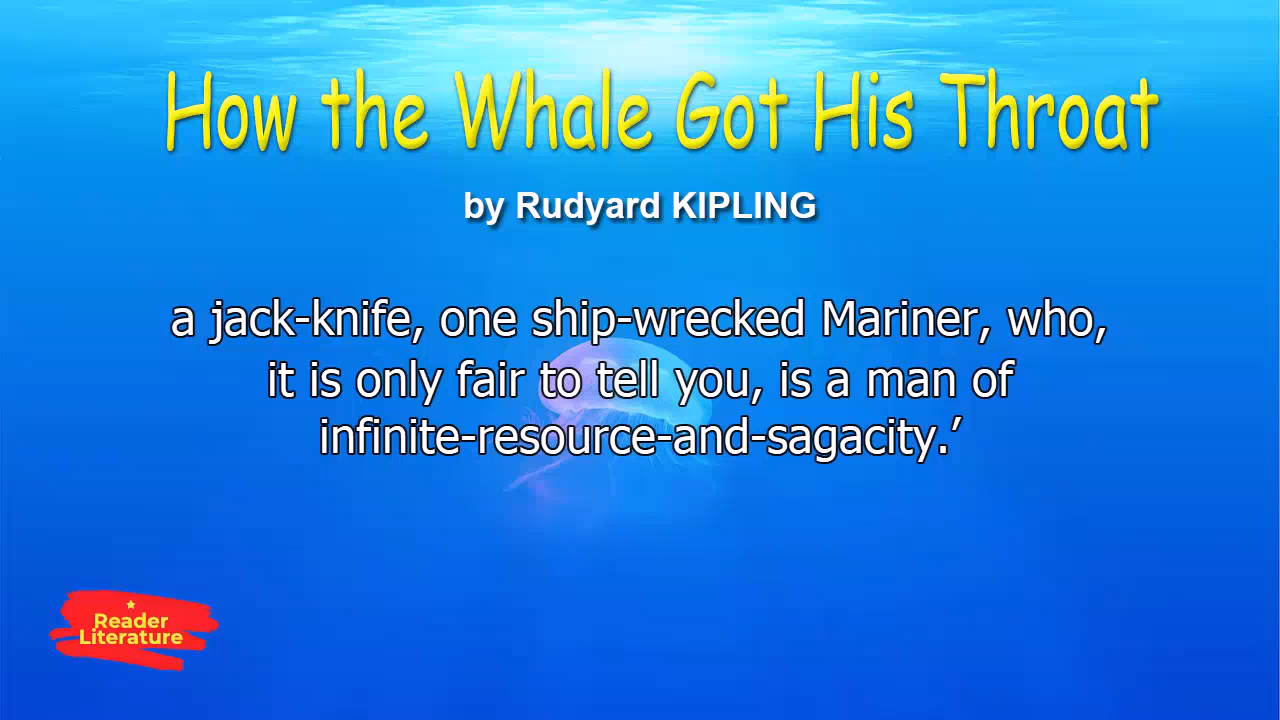 How the Whale Got His Throat
by Rudyard KIPLING
a jack-knife, one ship-wrecked Mariner, who,
it is only fair to tell you, is a man of
infinite-resource-and-sagacity.’
Reader
Literature